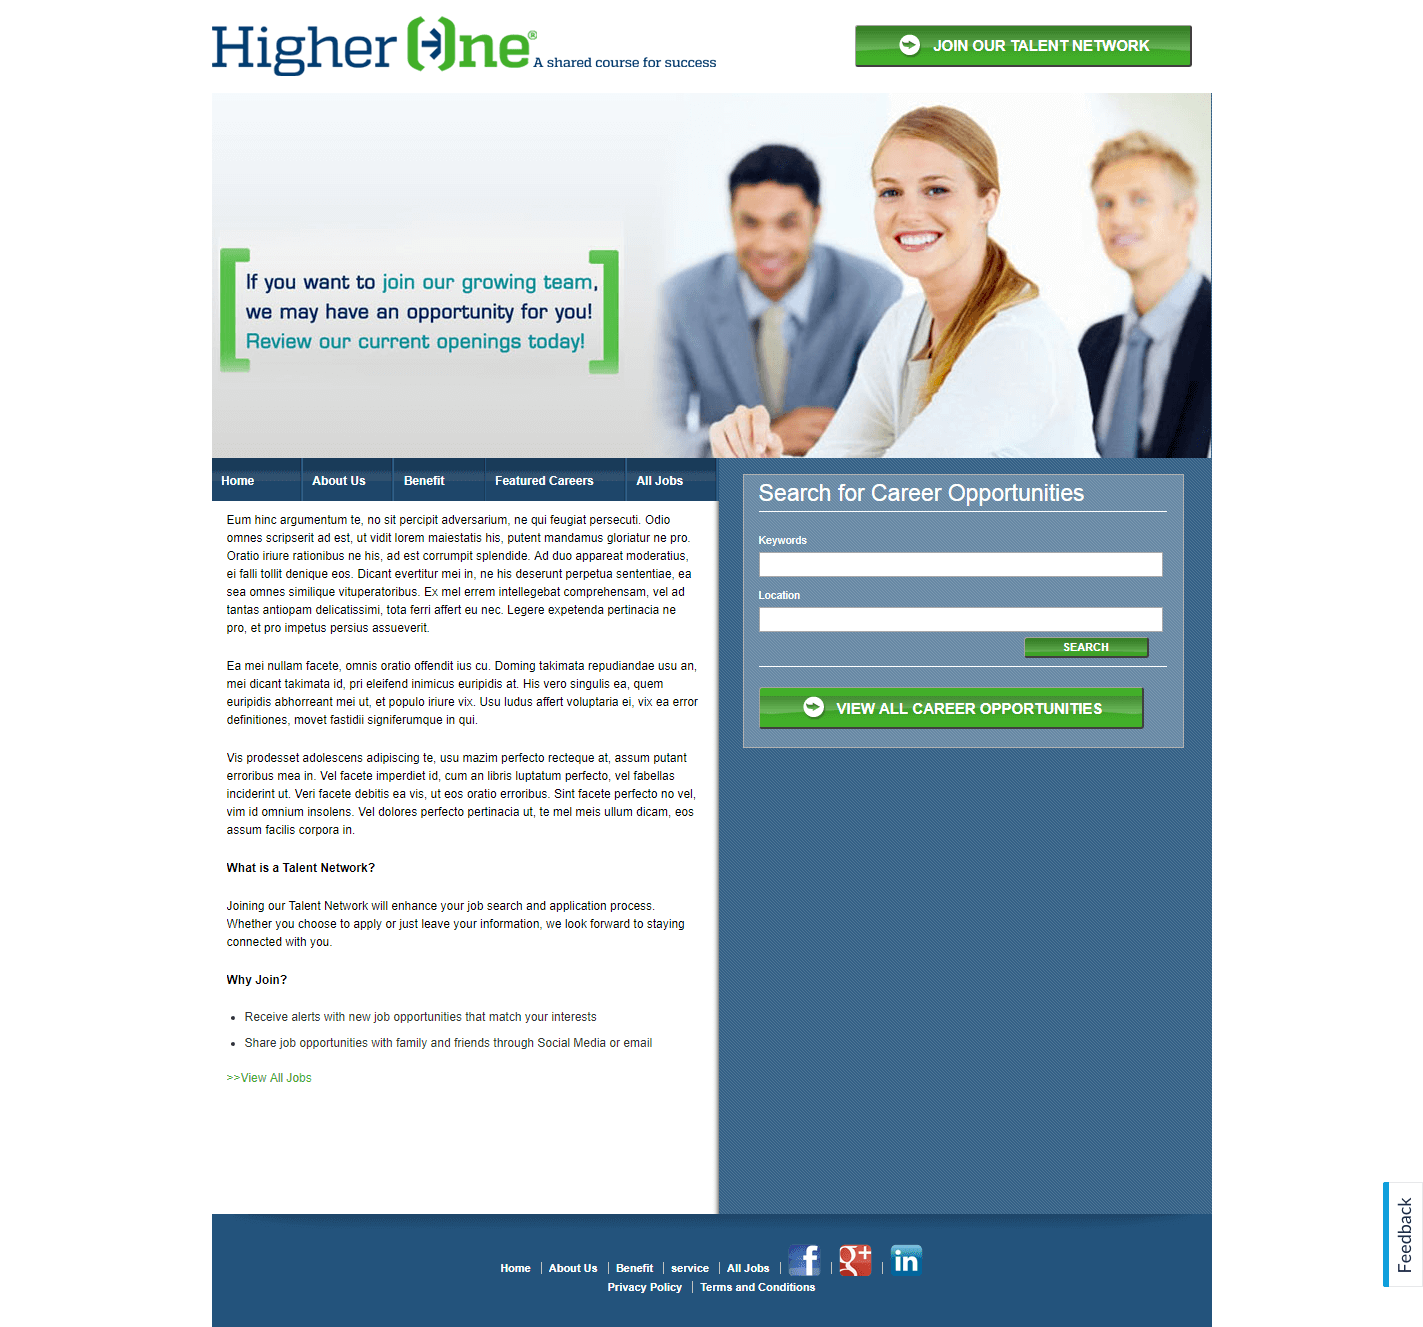 Higher One®
A shared course for success
JOIN OUR TALENT NETWORK
If you want to join our growing team,
we may have an opportunity for you!
Review our current openings today!
Home
About Us
Benefit
Featured Careers
All Jobs
Eum hinc argumentum te, no sit percipit adversarium, ne qui feugiat persecuti. Odio
omnes scripserit ad est, ut vidit lorem maiestatis his, putent mandamus gloriatur ne pro.
Oratio iriure rationibus ne his, ad est corrumpit splendide. Ad duo appareat moderatius,
ei falli tollit denique eos. Dicant evertitur mei in, ne his deserunt perpetua sententiae, ea
sea omnes similique vituperatoribus. Ex mel errem intellegebat comprehensam, vel ad
tantas antiopam delicatissimi, tota ferri affert eu nec. Legere expetenda pertinacia ne
pro, et pro impetus persius assueverit.
Ea mei nullam facete, omnis oratio offendit ius cu. Doming takimata repudiandae usu an,
mei dicant takimata id, pri eleifend inimicus euripidis at. His vero singulis ea, quem
euripidis abhorreant mei ut, et populo iriure vix. Usu ludus affert voluptaria ei, vix ea error
definitiones, movet fastidii signiferumque in qui.
Vis prodesset adolescens adipiscing te, usu mazim perfecto recteque at, assum putant
erroribus mea in. Vel facete imperdiet id, cum an libris luptatum perfecto, vel fabellas
inciderint ut. Veri facete debitis ea vis, ut eos oratio erroribus. Sint facete perfecto no vel,
vim id omnium insolens. Vel dolores perfecto pertinacia ut, te mel meis ullum dicam, eos
assum facilis corpora in.
What is a Talent Network?
Joining our Talent Network will enhance your job search and application process.
Whether you choose to apply or just leave your information, we look forward to staying
connected with you.
Why Join?
• Receive alerts with new job opportunities that match your interests
• Share job opportunities with family and friends through Social Media or email
>>View All Jobs
Search for Career Opportunities
Keywords
Location
SEARCH
VIEW ALL CAREER OPPORTUNITIES
Feedback
Home | About Us | Benefit | service | All Jobs | f | g+ | in
Privacy Policy | Terms and Conditions